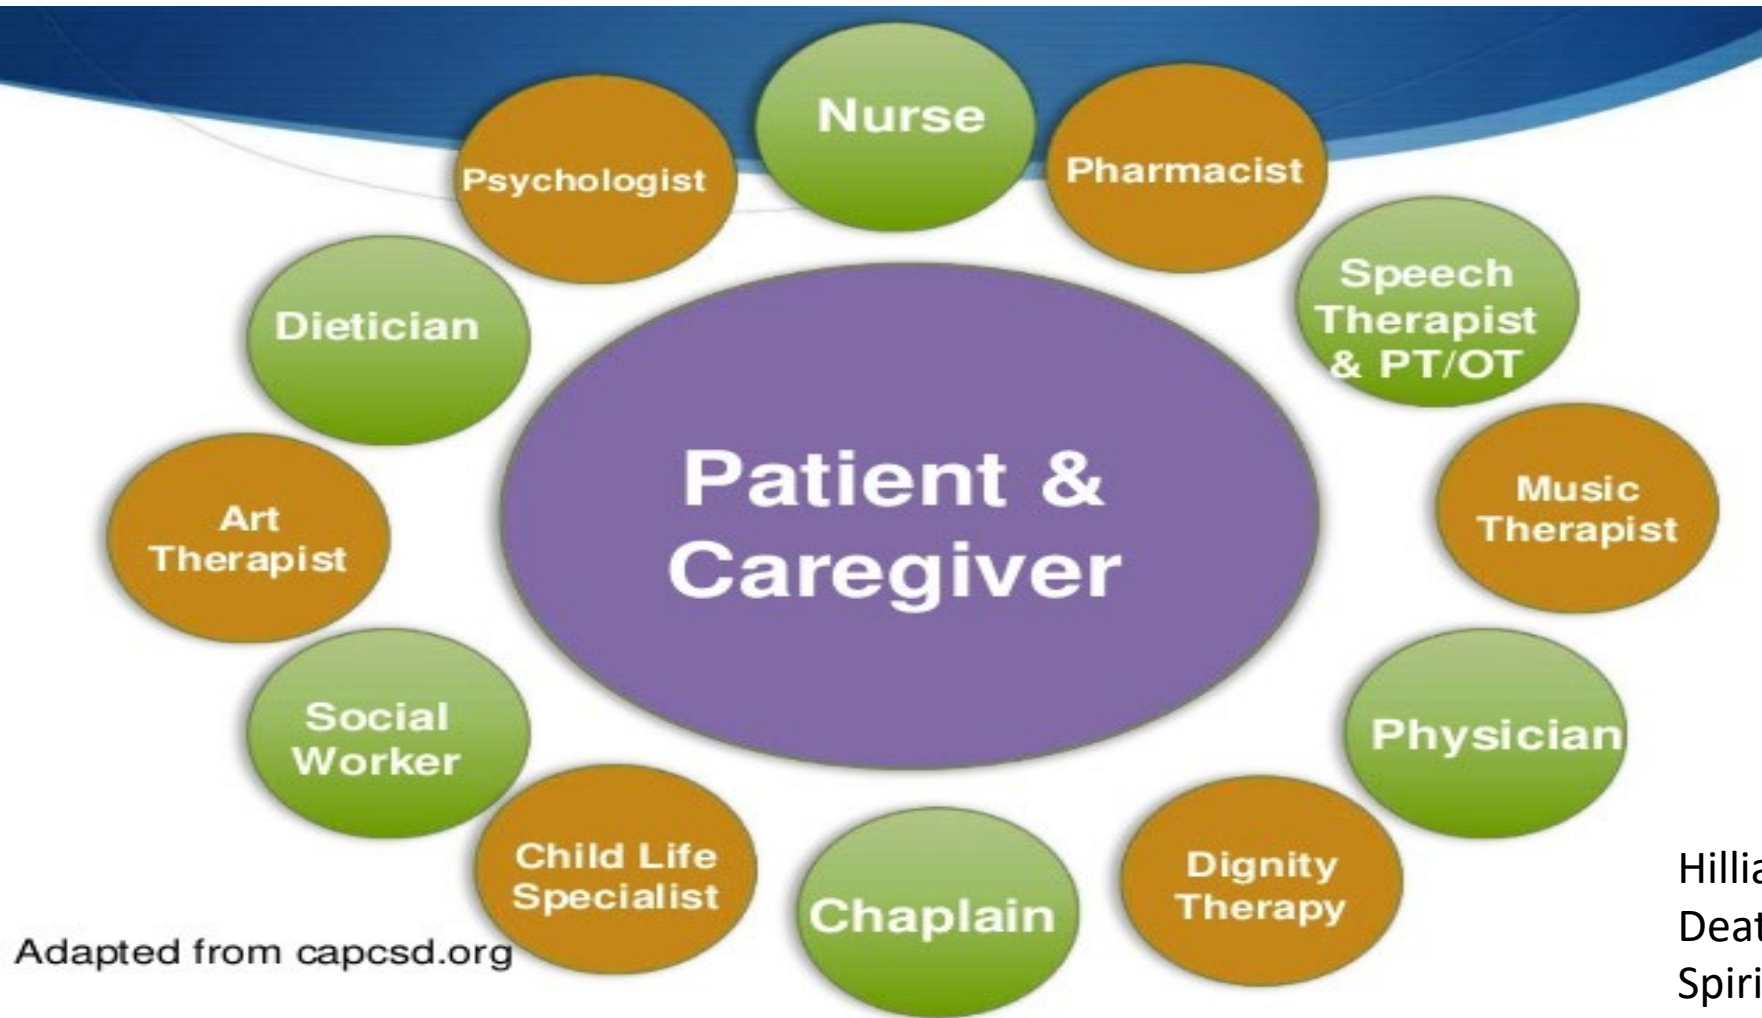 Nurse
Pharmacist
Psychologist
Speech
Therapist
& PT/OT
Dietician
Music
Therapist
Art
Therapist
Patient &
Caregiver
Physician
Social
Worker
Dignity
Therapy
Child Life
Specialist
Chaplain
Adapted from capcsd.org